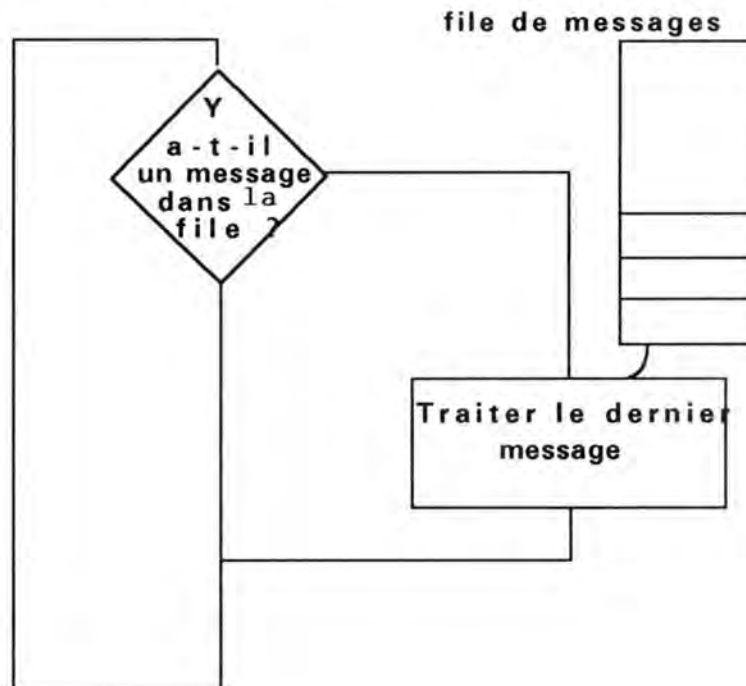 file de messages
Y
a-t-il
un message
dans la
file ?
Traiter le dernier
message